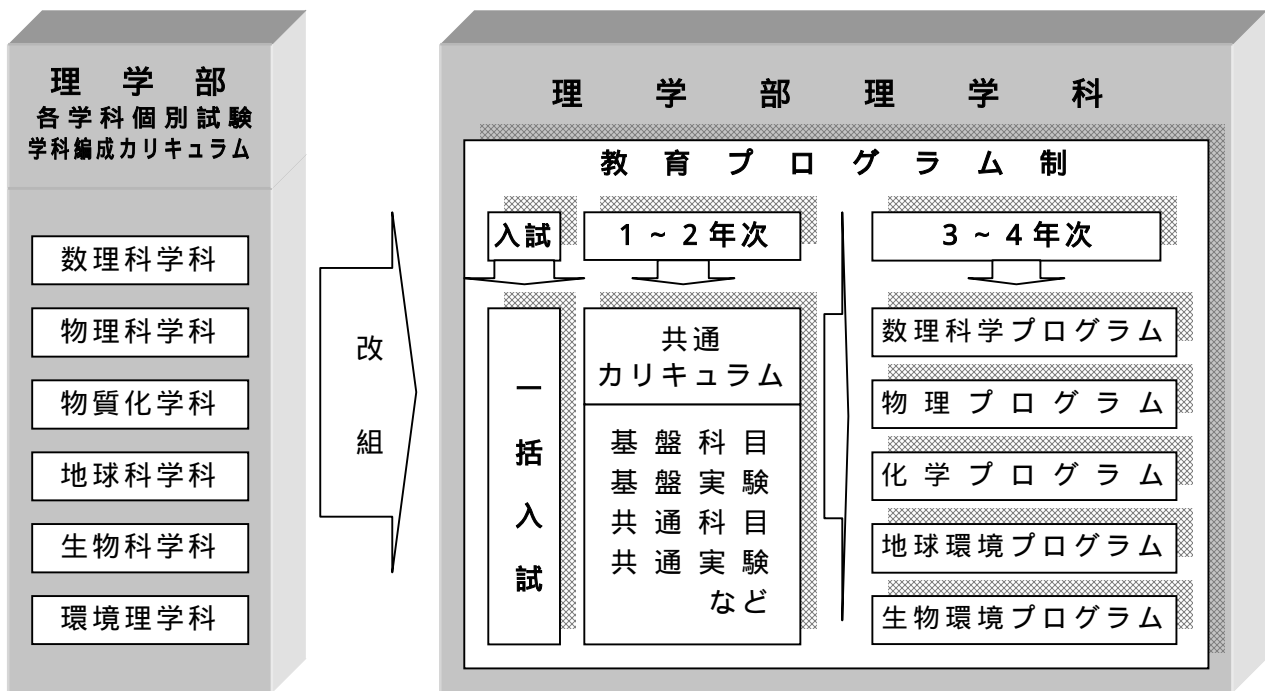 理学部
各学科個別試験
学科編成カリキュラム
数理科学科
物理科学科
物質化学科
地球科学科
生物科学科
環境理学科
改
組
理学部理学科
教育プログラム制
入試
1~2年次
3~4年次
一
括
入
試
共通
カリキュラム
基盤科目
基盤実験
共通科目
共通実験
など
数理科学プログラム
物理プログラム
化学プログラム
地球環境プログラム
生物環境プログラム